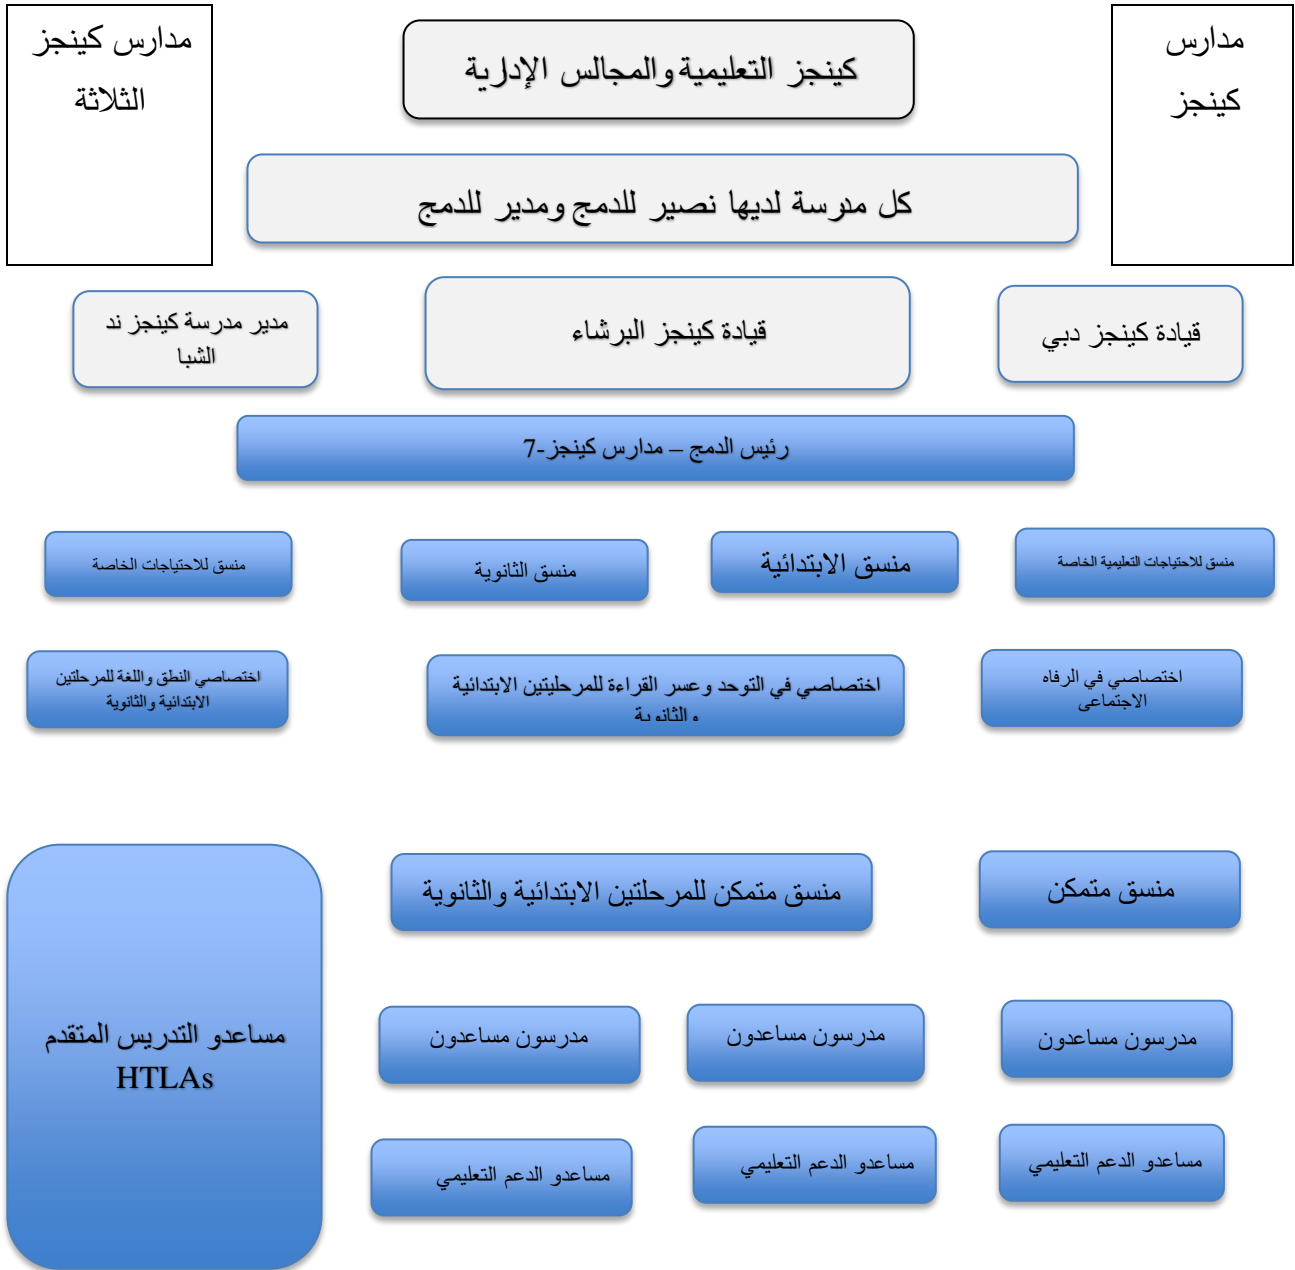 مدارس
كينجز
كينجز التعليمية والمجالس الإدارية
مدارس كينجز
الثلاثة
كل مدرسة لديها نصير للدمج ومدير للدمج
قيادة كينجز دبي
قيادة كينجز البرشاء
مدير مدرسة كينجز ند
الشبا
رئيس الدمج – مدارس كينجز-7
منسق للاحتياجات التعليمية الخاصة
منسق الابتدائية
منسق الثانوية
منسق للاحتياجات الخاصة
اختصاصي في الرفاه
الاجتماعى
اختصاصي في التوحد وعسر القراءة للمرحليتين الابتدائية
والثانوية
اختصاصي النطق واللغة للمرحلتين
الابتدائية والثانوية
منسق متمكن
منسق متمكن للمرحلتين الابتدائية والثانوية
مساعدو التدريس المتقدم
HTLAs
مدرسون مساعدون
مدرسون مساعدون
مدرسون مساعدون
مساعدو الدعم التعليمي
مساعدو الدعم التعليمي
مساعدو الدعم التعليمي